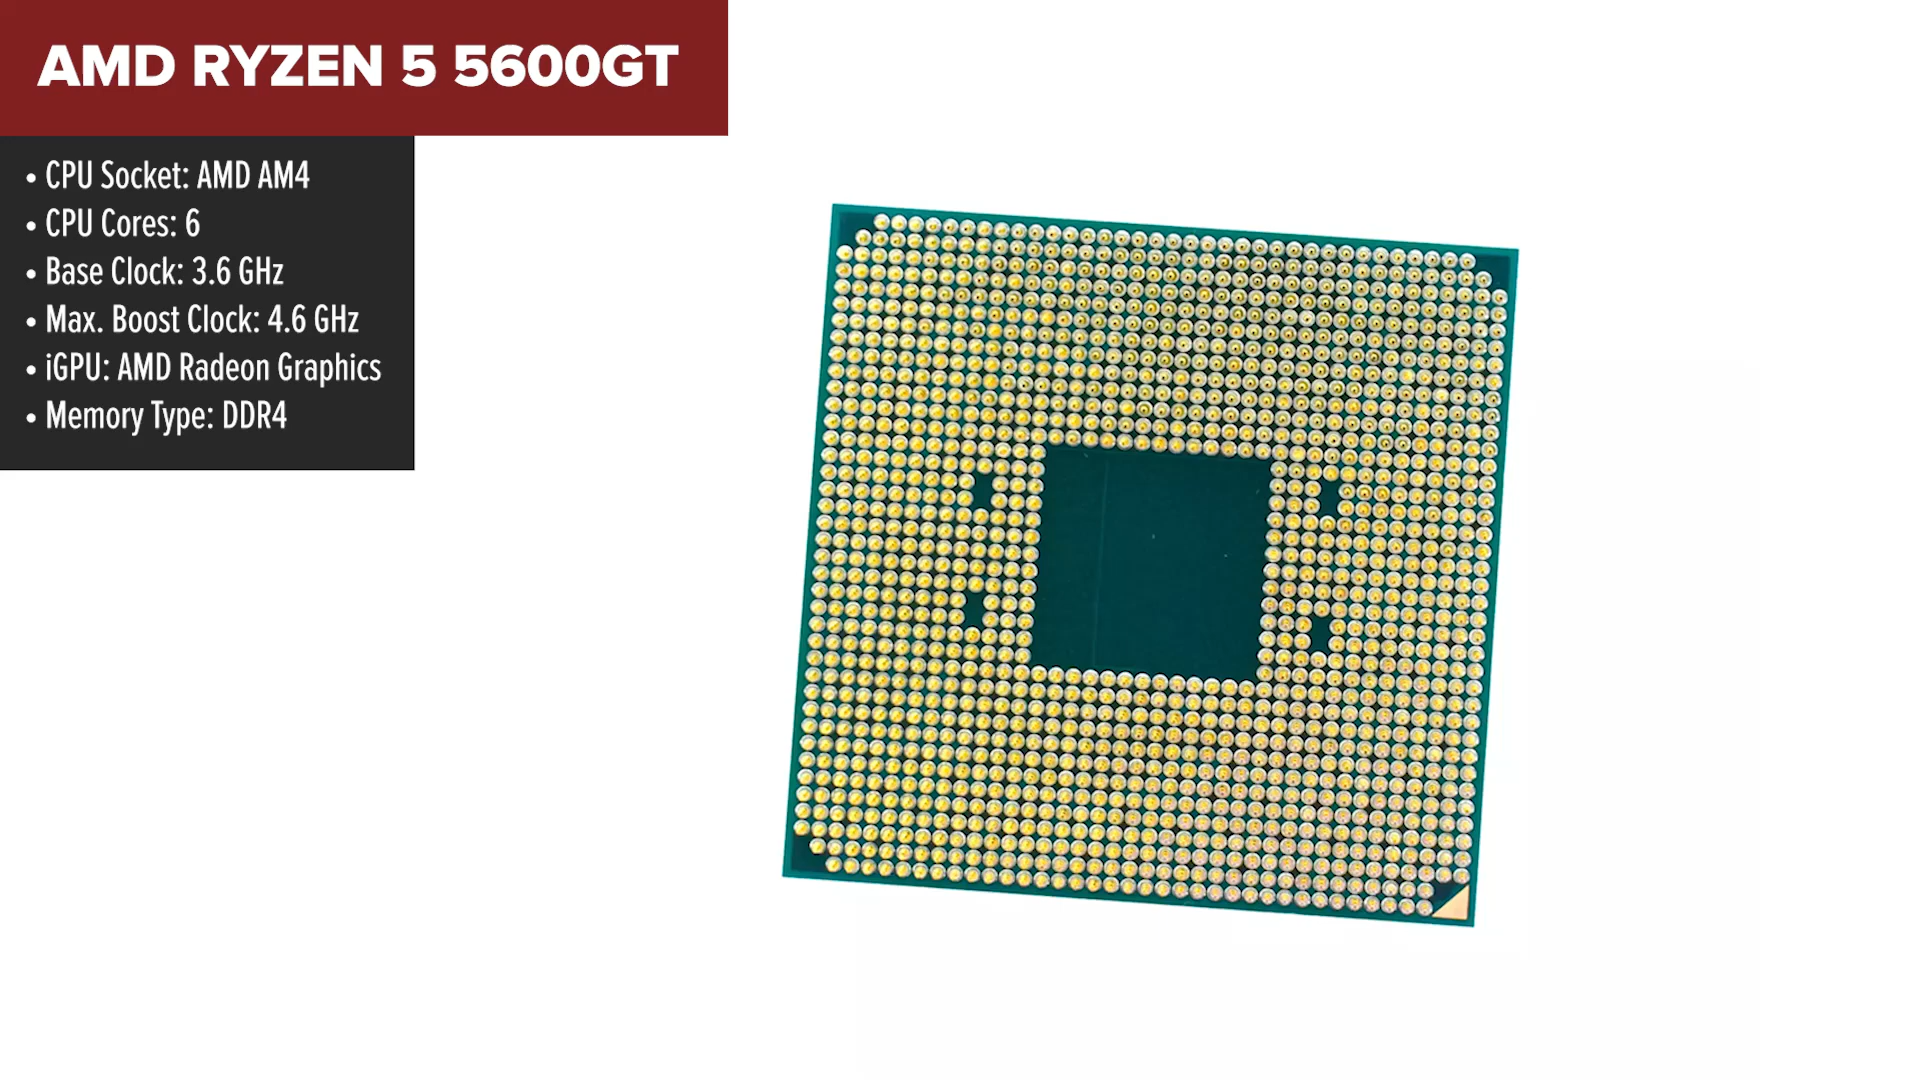 AMD RYZEN 5 5600GT
• CPU Socket: AMD AM4
• CPU Cores: 6
• Base Clock: 3.6 GHz
• Max. Boost Clock: 4.6 GHz
• iGPU: AMD Radeon Graphics
• Memory Type: DDR4